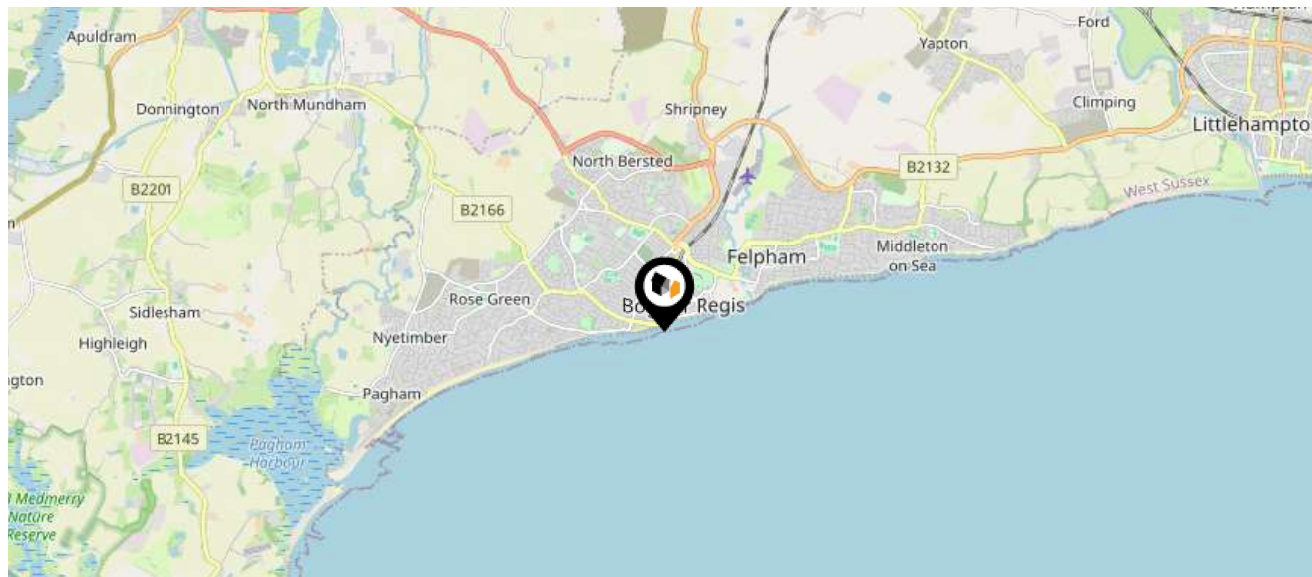 Apuldram
Ford
Yapton
Donnington
North Mundham
Shripney
Climping
Littlehampto
North Bersted
B2132
B2201
West Sussex
B2166
Felpham
Middleton
on Sea
Rose Green
Regis
Sidlesham
Nyetimber
Highleigh
Pagham
B2145
Pagham
Harbour
Medmerry
Nature
Reserve